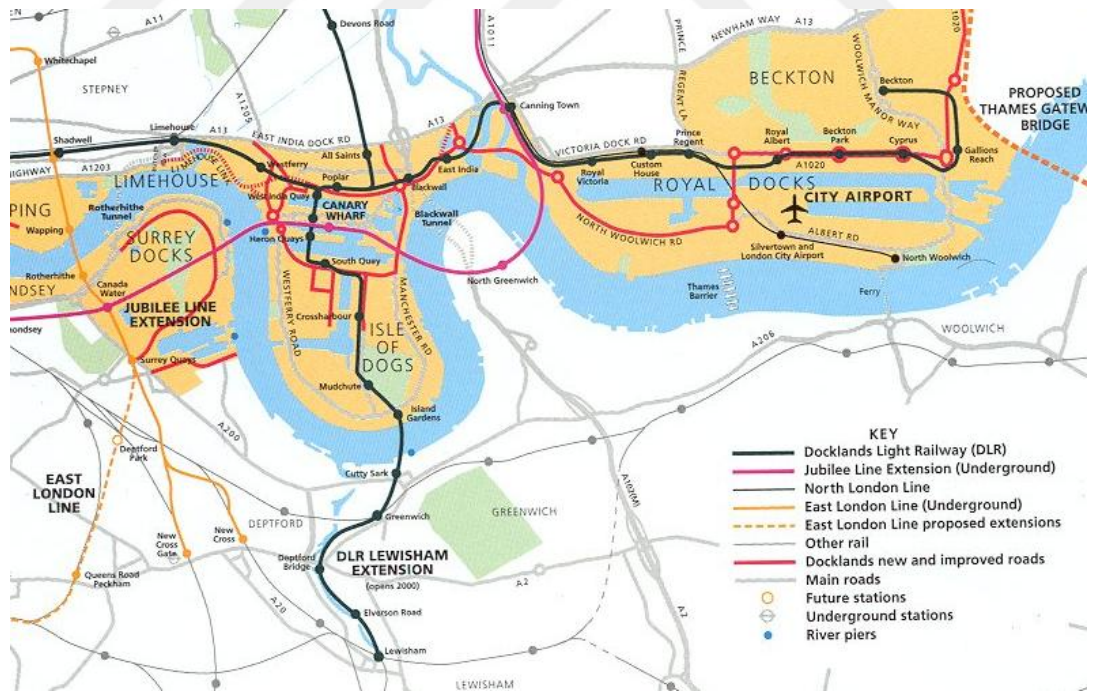 A11
Devons Road
A1011
PRINCE
REGENT LA
NEWHAM WAY
A13
1020
WOOLWICH MANOR WAY
Whitechapel
STEPNEY
BECKTON
Beckton
PROPOSED
THAMES GATEW
BRIDGE
A1205
Canning Town
Limehouse
A13
EAST INDIA DOCK RD
A13
Shadwell
VICTORIA DOCK RD
Prince
Regent
Royal
Albert
Beckton
Park
Cyprus
Gallions
Reach
All Saints
Westferry
East India
HIGHWAY
A1203
LIMEHOUSE LINK
Poplar
Royal
Victoria
Custom
House
A1020
LIMEHOUSE
Blackwall
ROYAL DOCKS
West India Quay
CANARY
WHARF
CITY AIRPORT
PING
Rotherhithe
Tunnel
Blackwall
Tunnel
NORTH WOOLWICH RD
ALBERT RD
Wapping
SURREY
DOCKS
Heron Quays
Silvertown and
London City Airport
North Woolwich
South Quay
Rotherhithe
North Greenwich
NDSEY
Canada
Water
WESTFERRY ROAD
MANCHESTER RD
Thames
Barrier
Ferry
JUBILEE LINE
EXTENSION
Crossharbour
ondsey
ISLE
OF
DOGS
WOOLWICH
A206
Surrey Quays
Mudchute
Island
Gardens
A200
Deptford
Park
KEY
Docklands Light Railway (DLR)
Jubilee Line Extension (Underground)
North London Line
East London Line (Underground)
East London Line proposed extensions
Other rail
Docklands new and improved roads
Main roads
Future stations
Underground stations
River piers
EAST
LONDON
LINE
Cutty Sark
A102(M)
GREENWICH
Greenwich
DEPTFORD
New
Cross
Gate
New
Cross
Deptford
Bridge
DLR LEWISHAM
EXTENSION
(opens 2000)
Queens Road
Peckham
A2
A20
Elverson Road
A2
Lewisham
LEWISHAM